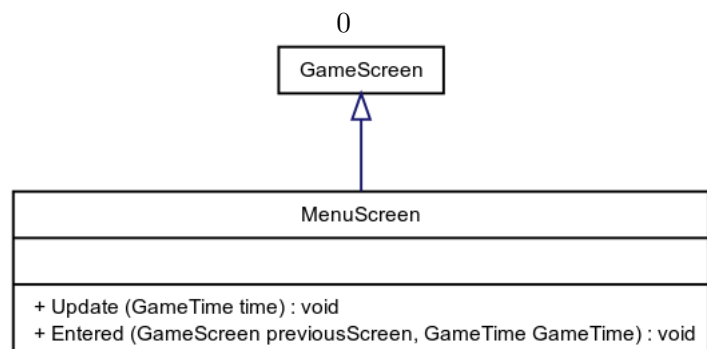 0
GameScreen
MenuScreen
+ Update (GameTime time) : void
+ Entered (GameScreen previousScreen, GameTime GameTime) : void